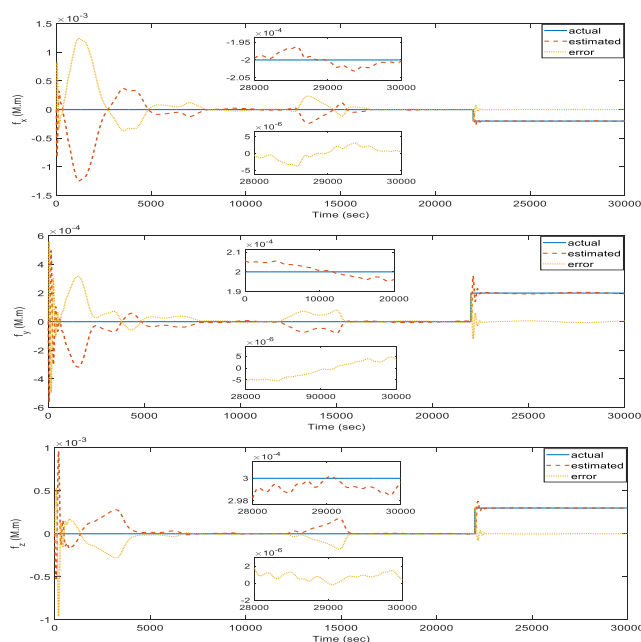 ×10⁻³
1.5
1
0.5
0
-0.5
-1
-1.5
f_x (M.m)
0 5000 10000 15000 20000 25000 30000
Time (sec)
actual
estimated
error
×10⁻⁴
-1.95
-2
-2.05
28000 29000 30000
×10⁻⁶
5
0
-5
28000 29000 30000
×10⁻⁴
6
4
2
0
-2
-4
-6
f_y (M.m)
0 5000 10000 15000 20000 25000 30000
Time (sec)
actual
estimated
error
×10⁻⁴
2.1
2
1.9
0 10000 20000
×10⁻⁶
5
0
-5
28000 90000 30000
×10⁻³
1
0.5
0
-0.5
-1
f_z (M.m)
0 5000 10000 15000 20000 25000 30000
Time (sec)
actual
estimated
error
×10⁻⁴
3
2.98
28000 29000 30000
×10⁻⁶
2
0
-2
28000 29000 30000